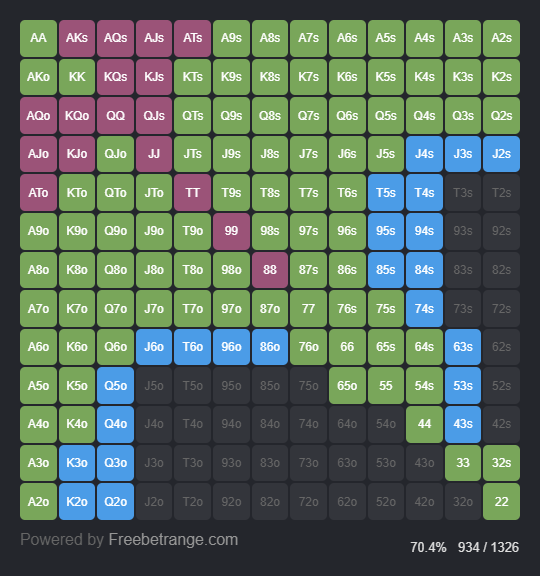 AA AKs AQs AJs ATs A9s A8s A7s A6s A5s A4s A3s A2s
AKo KK KQs KJs KTs K9s K8s K7s K6s K5s K4s K3s K2s
AQo KQo QQ QJs QTs Q9s Q8s Q7s Q6s Q5s Q4s Q3s Q2s
AJo KJo QJo JJ JTs J9s J8s J7s J6s J5s J4s J3s J2s
ATo KTo QTo JTo TT T9s T8s T7s T6s T5s T4s T3s T2s
A9o K9o Q9o J9o T9o 99 98s 97s 96s 95s 94s 93s 92s
A8o K8o Q8o J8o T8o 98o 88 87s 86s 85s 84s 83s 82s
A7o K7o Q7o J7o T7o 97o 87o 77 76s 75s 74s 73s 72s
A6o K6o Q6o J6o T6o 96o 86o 76o 66 65s 64s 63s 62s
A5o K5o Q5o J5o T5o 95o 85o 75o 65o 55 54s 53s 52s
A4o K4o Q4o J4o T4o 94o 84o 74o 64o 54o 44 43s 42s
A3o K3o Q3o J3o T3o 93o 83o 73o 63o 53o 43o 33 32s
A2o K2o Q2o J2o T2o 92o 82o 72o 62o 52o 42o 32o 22
Powered by Freebetrange.com
70.4% 934 / 1326